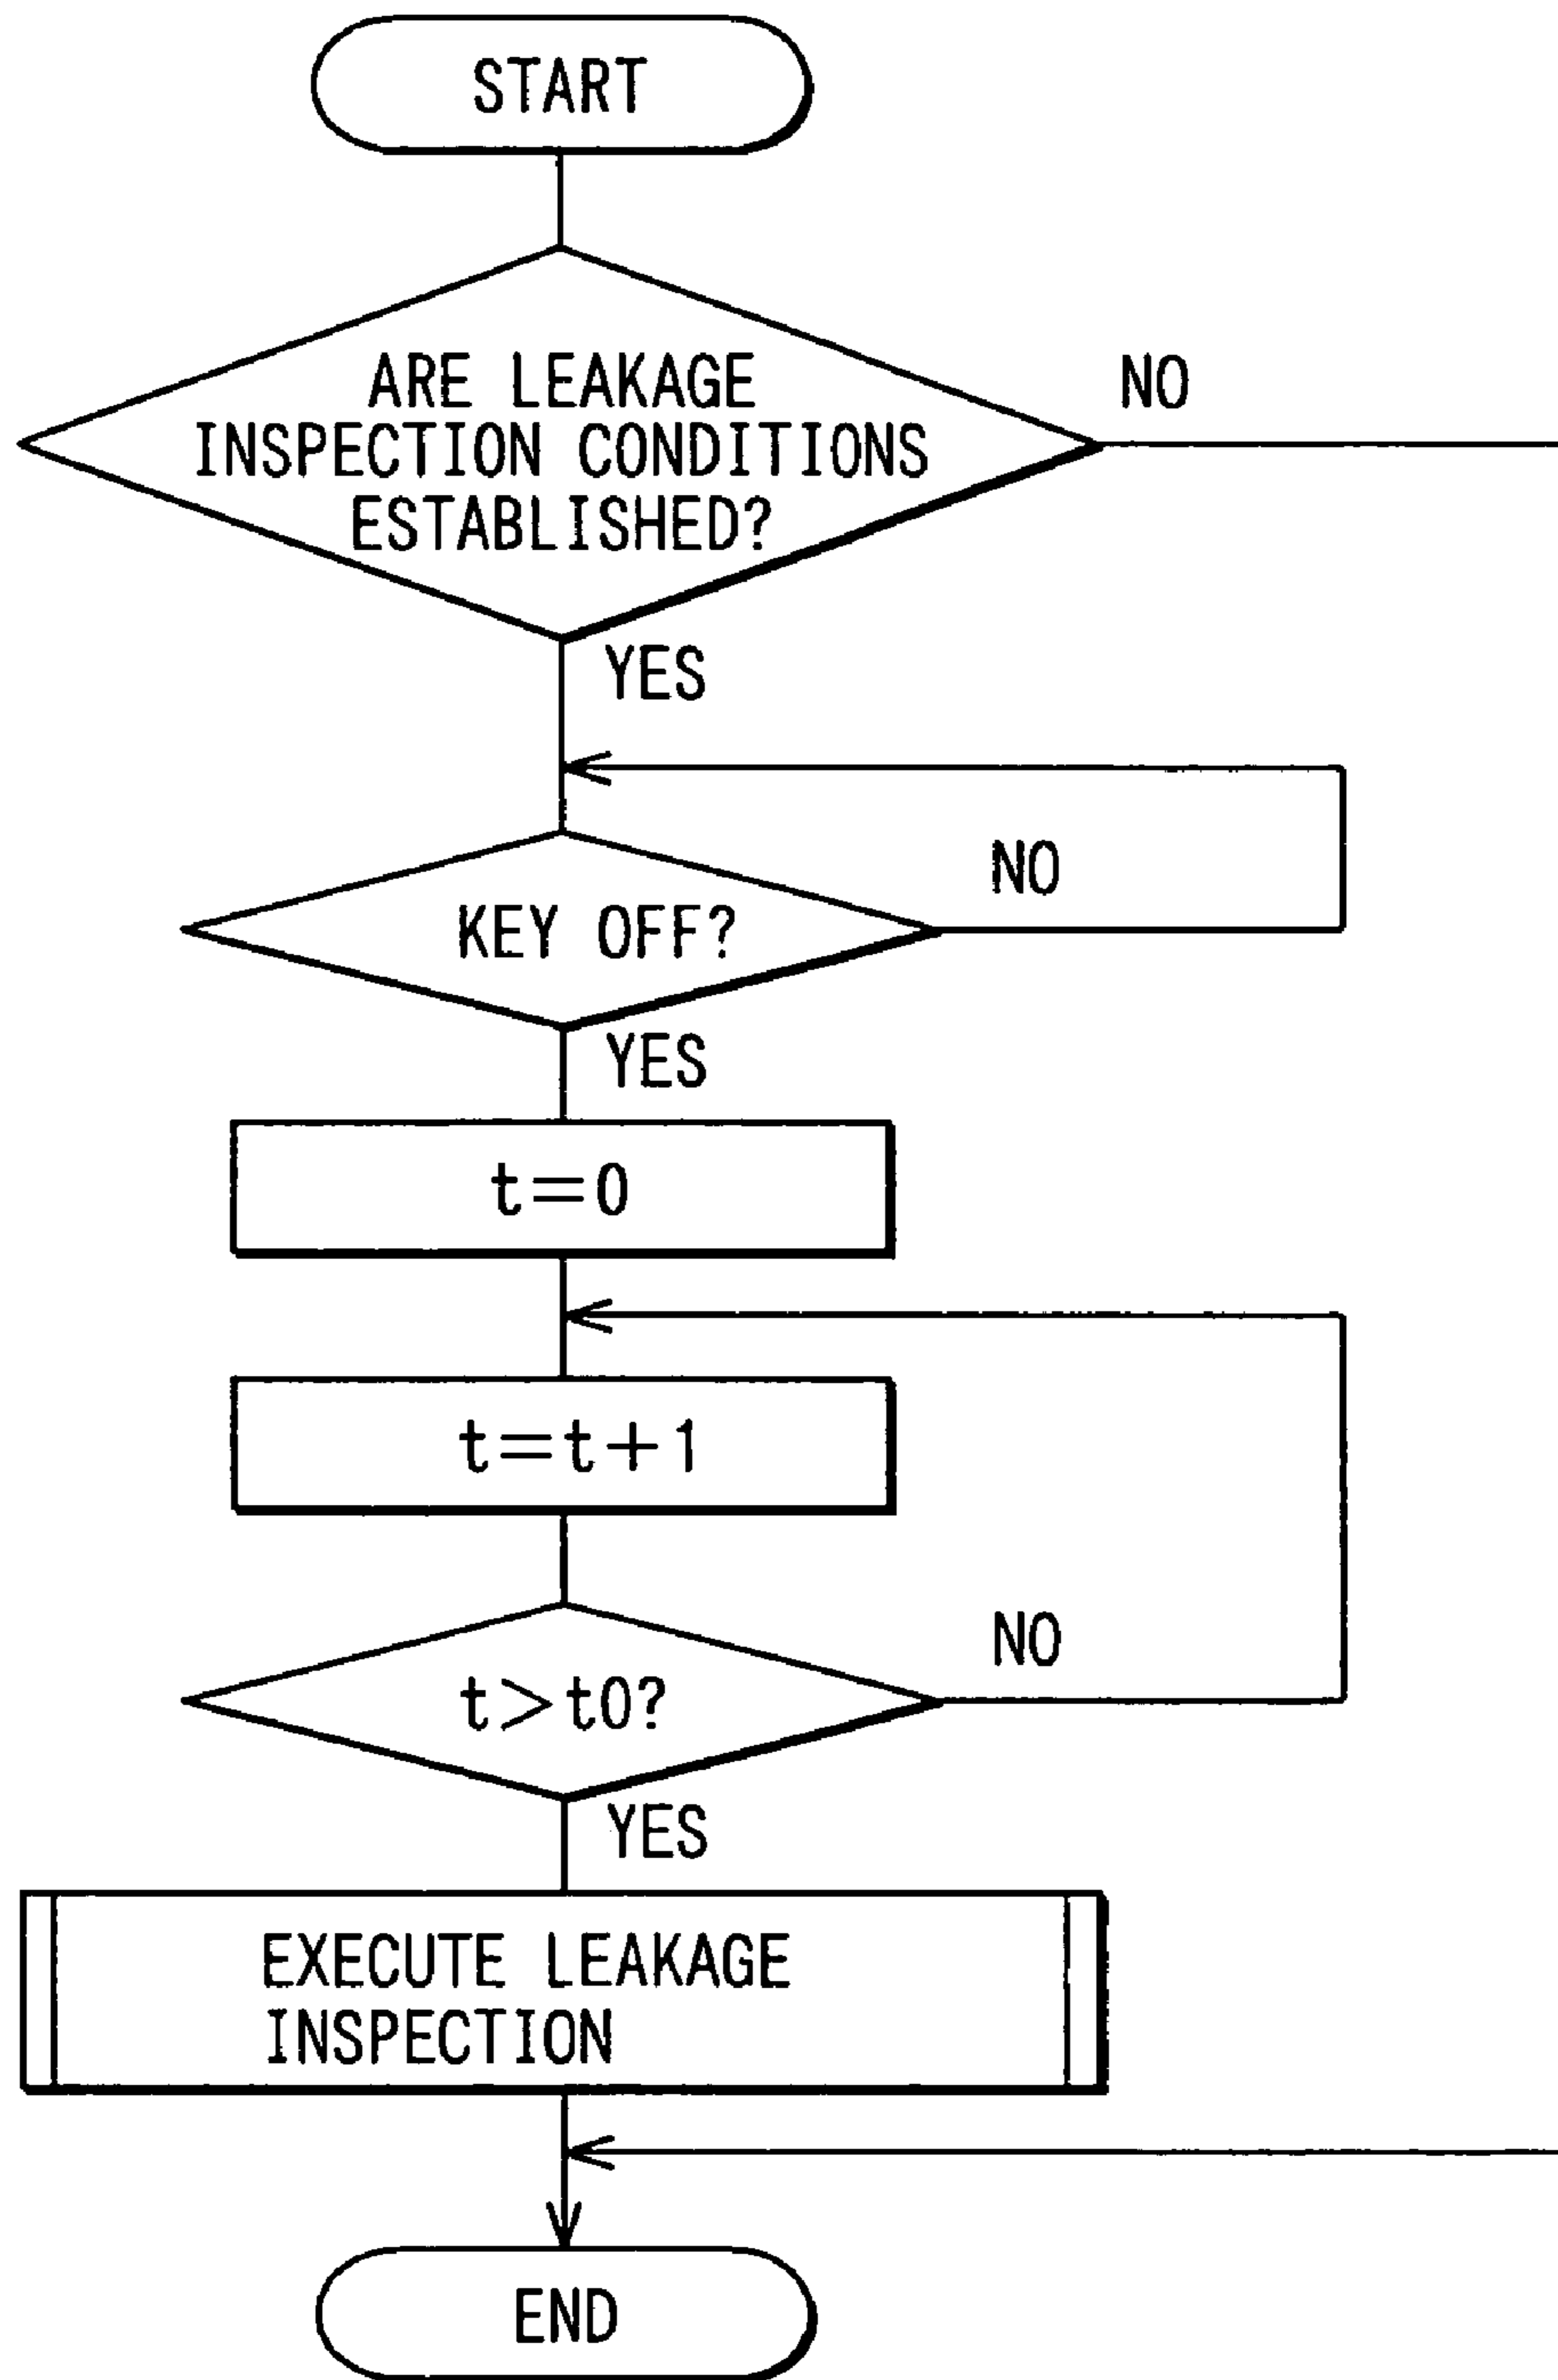 START
ARE LEAKAGE
INSPECTION CONDITIONS
ESTABLISHED?
NO
YES
NO
KEY OFF?
YES
t=0
t=t+1
NO
t>t0?
YES
EXECUTE LEAKAGE
INSPECTION
END